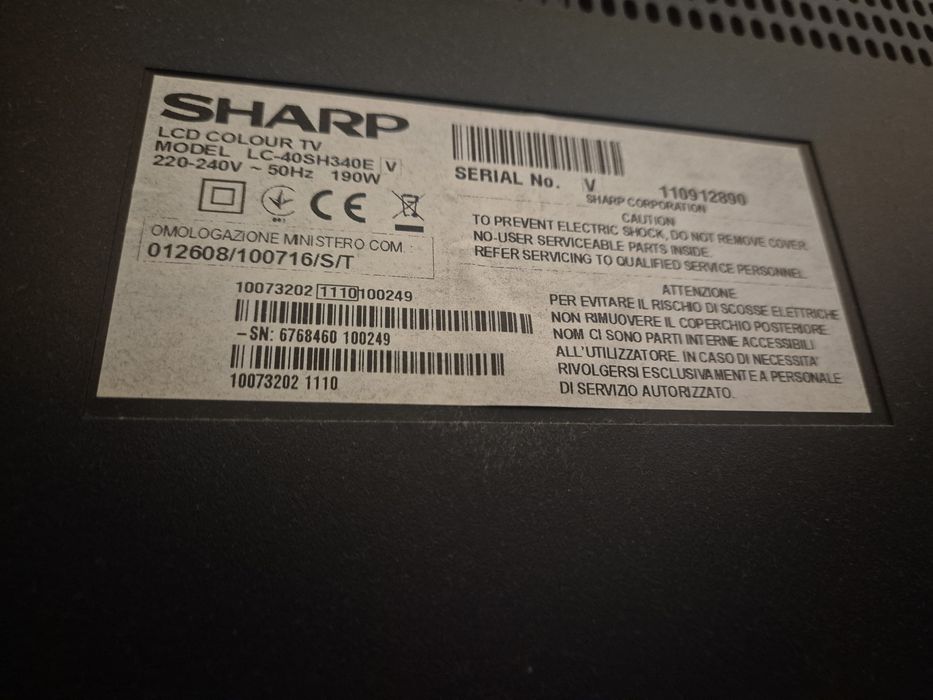 SHARP
LCD COLOUR TV
MODEL LC-40SH340E V
220-240V ~ 50Hz 190W
CE
OMOLOGAZIONE MINISTERO COM.
012608/100716/S/T
10073202 1110100249
-SN: 6768460 100249
10073202 1110
SERIAL No. V 110912890
SHARP CORPORATION
CAUTION
TO PREVENT ELECTRIC SHOCK, DO NOT REMOVE COVER.
NO-USER SERVICEABLE PARTS INSIDE.
REFER SERVICING TO QUALIFIED SERVICE PERSONNEL.
ATTENZIONE
PER EVITARE IL RISCHIO DI SCOSSE ELETTRICHE
NON RIMUOVERE IL COPERCHIO POSTERIORE.
NOM CI SONO PARTI INTERNE ACCESSIBILI
ALL'UTILIZZATORE. IN CASO DI NECESSITA'
RIVOLGERSI ESCLUSIVAMENTE A PERSONALE
DI SERVIZIO AUTORIZZATO.